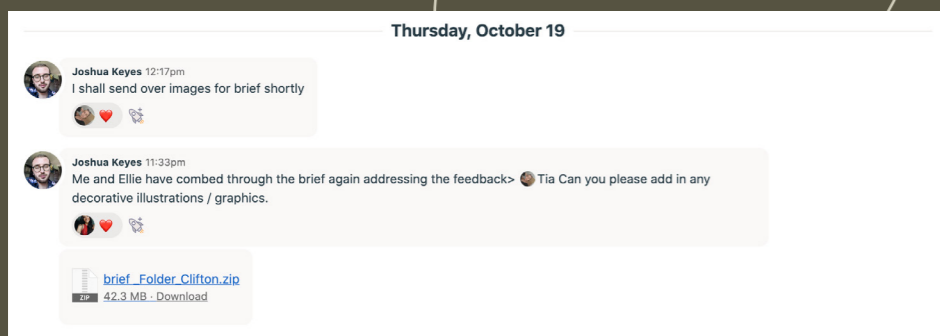 Thursday, October 19
Joshua Keyes 12:17pm
I shall send over images for brief shortly
Joshua Keyes 11:33pm
Me and Ellie have combed through the brief again addressing the feedback> Tia Can you please add in any
decorative illustrations / graphics.
brief _Folder_Clifton.zip
ZIP
42.3 MB · Download